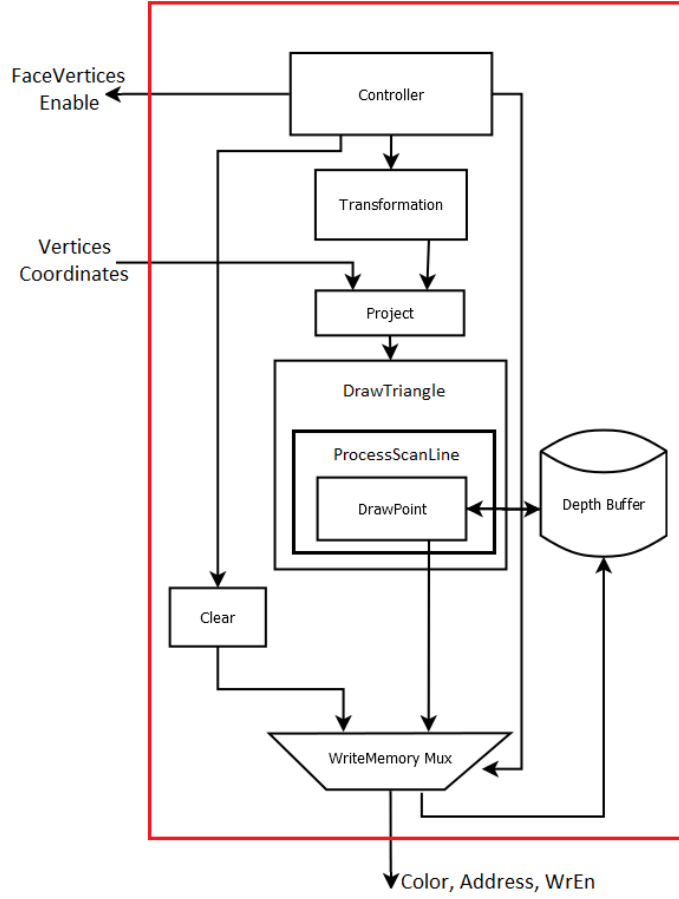 FaceVertices
Enable
Controller
Transformation
Vertices
Coordinates
Project
DrawTriangle
ProcessScanLine
DrawPoint
Depth Buffer
Clear
WriteMemory Mux
Color, Address, WrEn